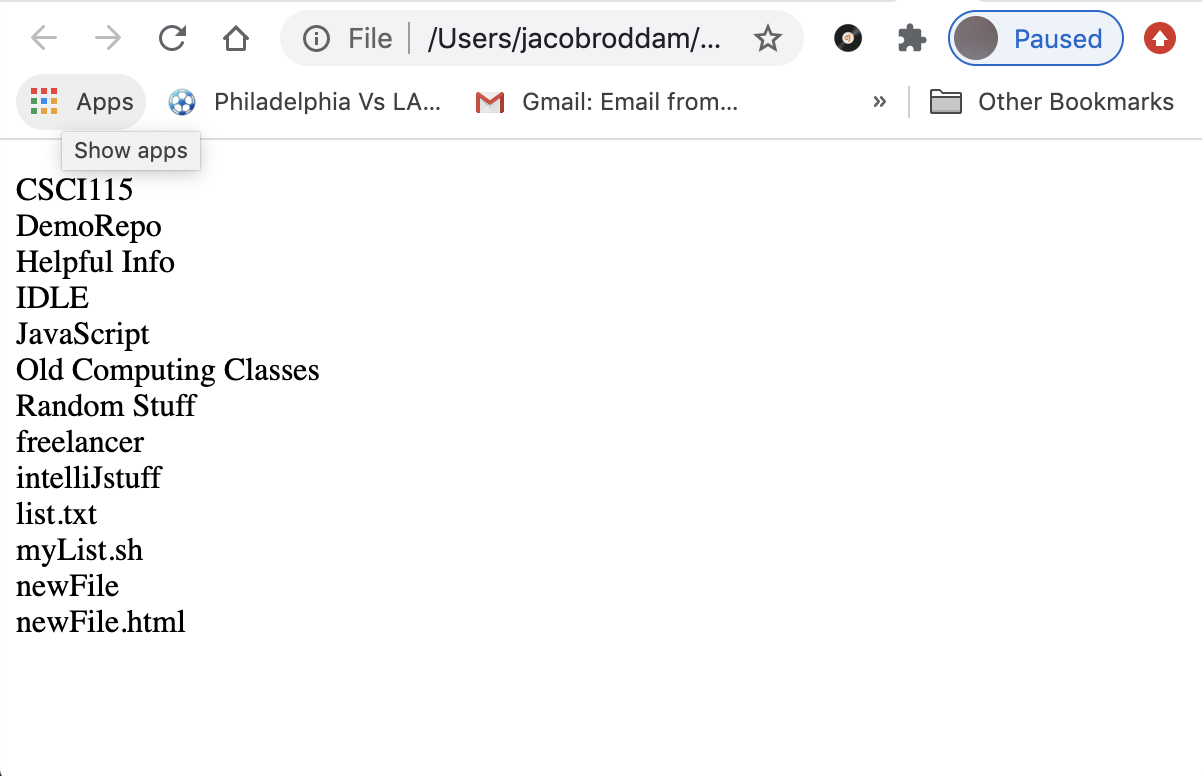 File /Users/jacobroddam/... Paused
Apps Philadelphia Vs LA... Gmail: Email from... » Other Bookmarks
Show apps
CSCI115
DemoRepo
Helpful Info
IDLE
JavaScript
Old Computing Classes
Random Stuff
freelancer
intelliJstuff
list.txt
myList.sh
newFile
newFile.html